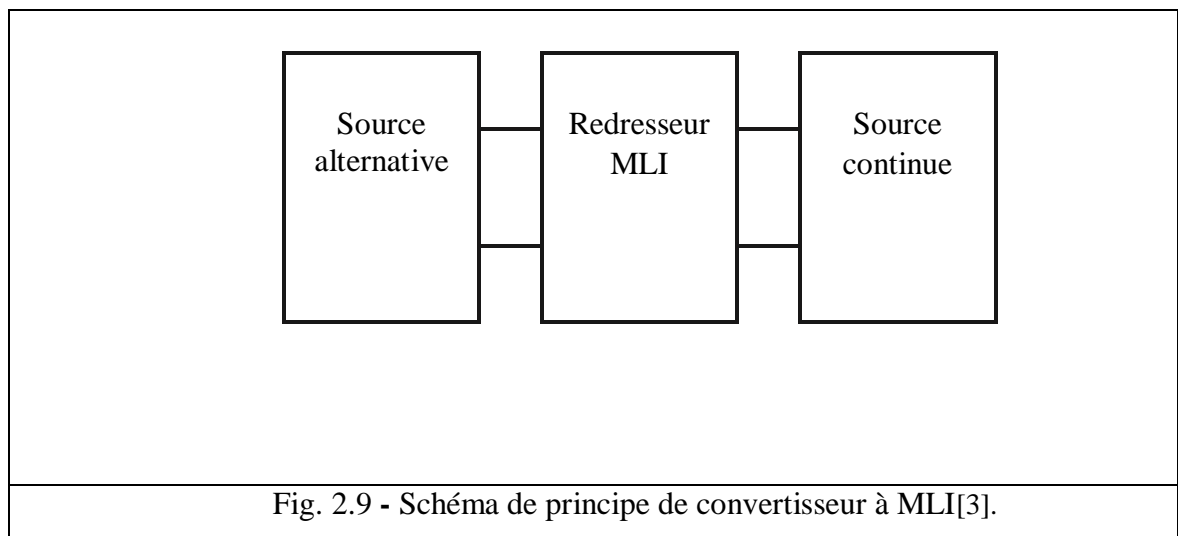 Source
alternative
Redresseur
MLI
Source
continue
Fig. 2.9 - Schéma de principe de convertisseur à MLI[3].